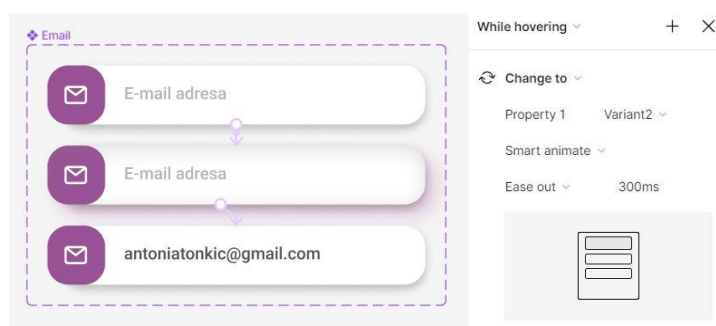 Email
E-mail adresa
E-mail adresa
antoniatonkic@gmail.com
While hovering
Change to
Property 1 Variant2
Smart animate
Ease out 300ms